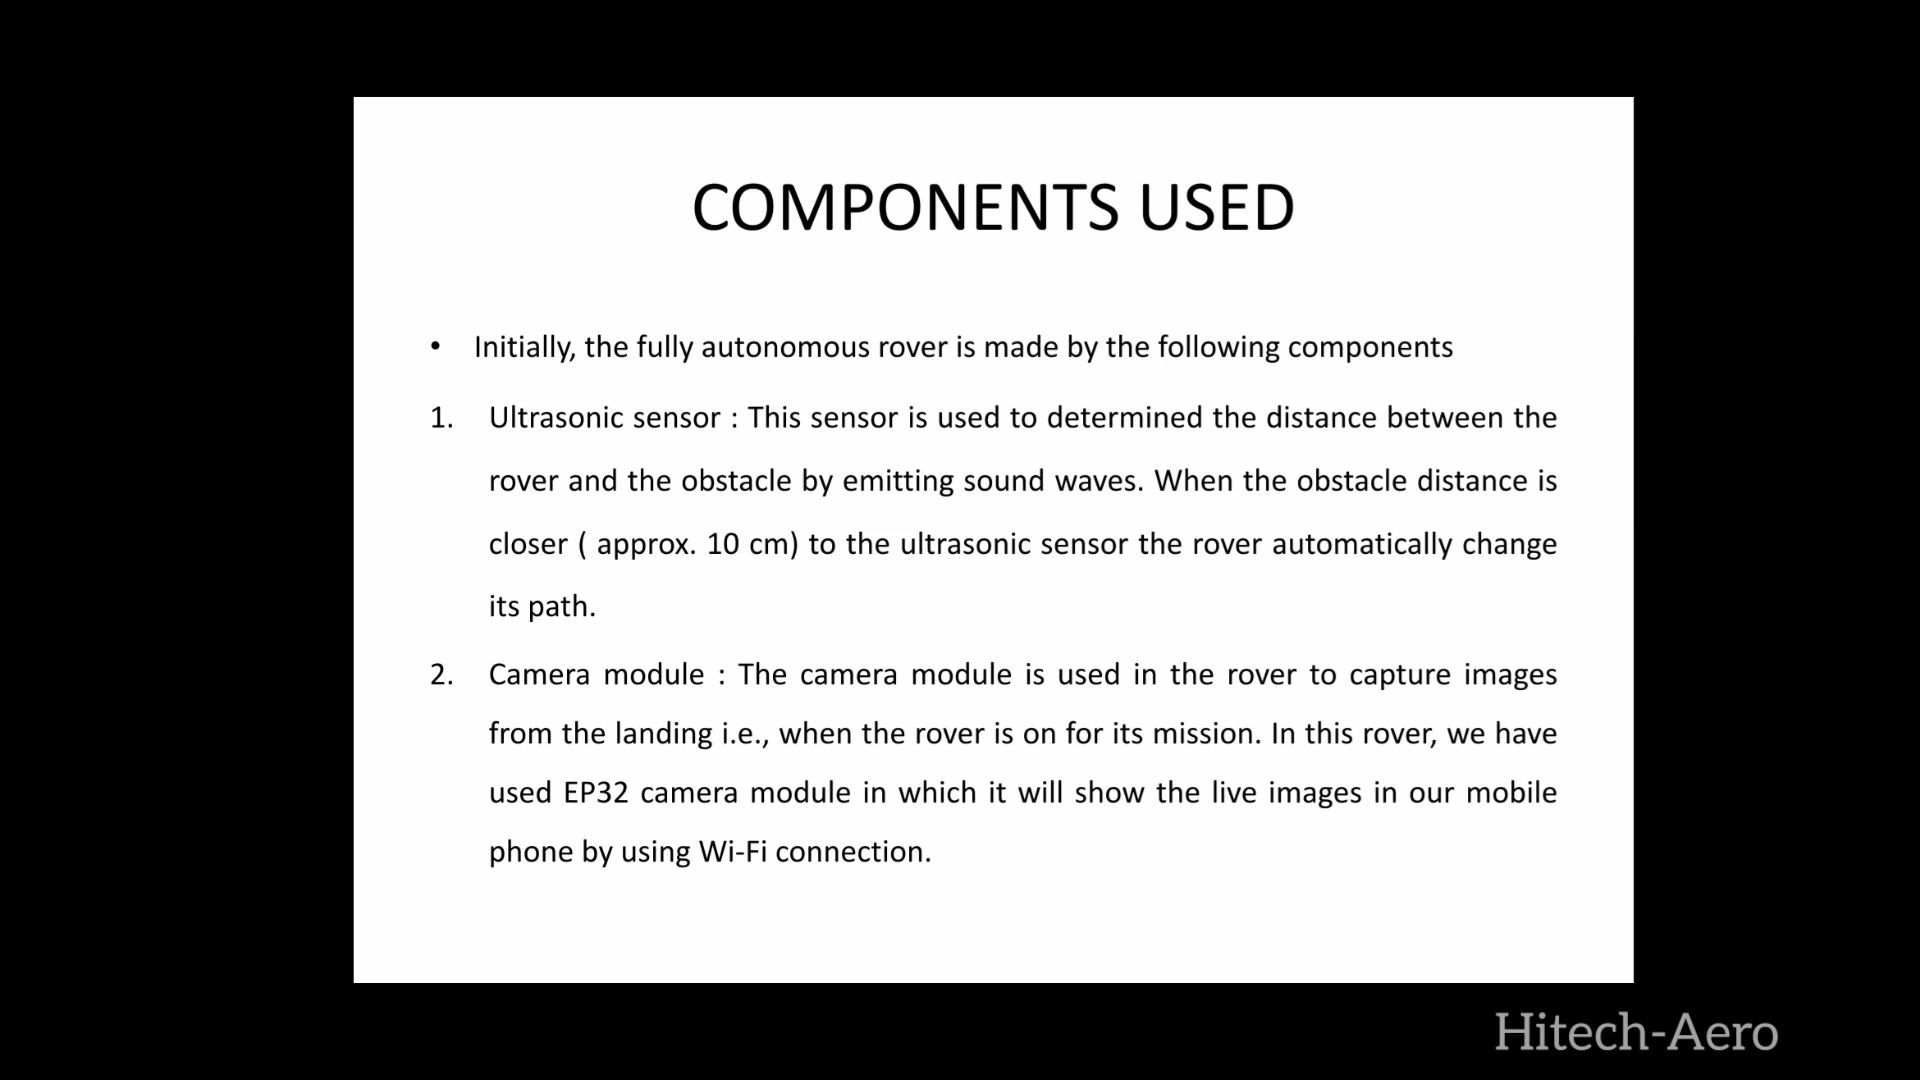 COMPONENTS USED
• Initially, the fully autonomous rover is made by the following components
1. Ultrasonic sensor : This sensor is used to determined the distance between the
rover and the obstacle by emitting sound waves. When the obstacle distance is
closer ( approx. 10 cm) to the ultrasonic sensor the rover automatically change
its path.
2. Camera module : The camera module is used in the rover to capture images
from the landing i.e., when the rover is on for its mission. In this rover, we have
used EP32 camera module in which it will show the live images in our mobile
phone by using Wi-Fi connection.
Hitech-Aero